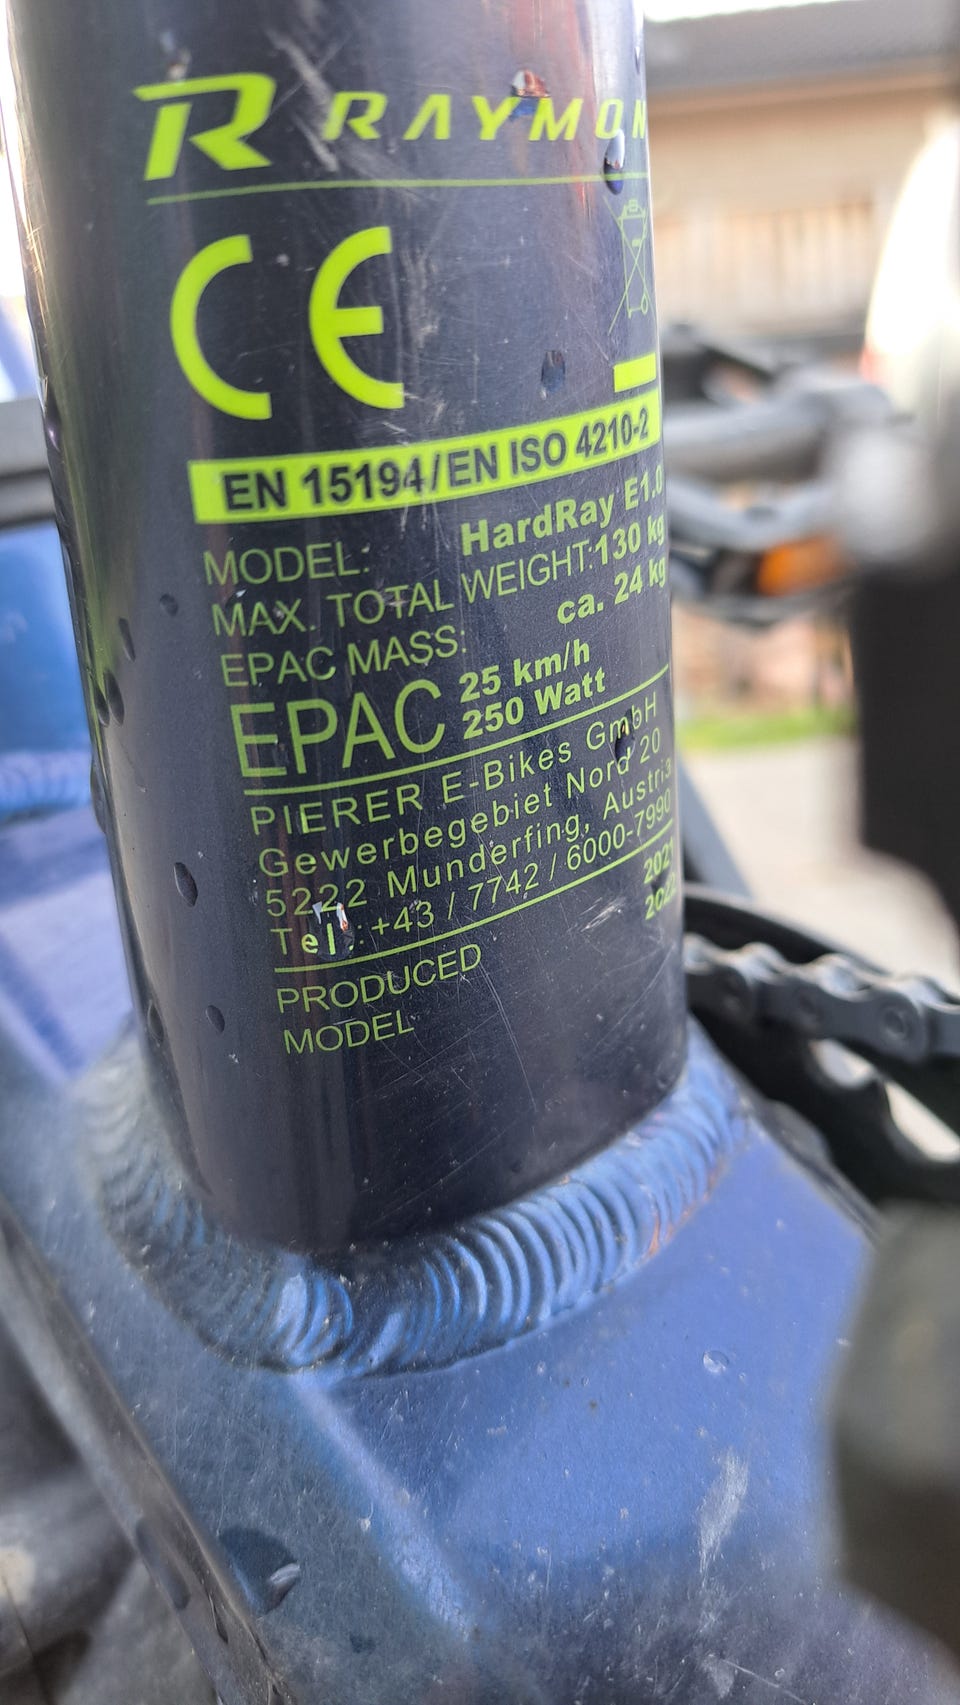 R RAYMON
CE
EN 15194/EN ISO 4210-2
MODEL: HardRay E1.0
MAX. TOTAL WEIGHT: 130 kg
EPAC MASS: ca. 24 kg
EPAC 25 km/h
250 Watt
PIERER E-Bikes GmbH
Gewerbegebiet Nord 20
5222 Munderfing, Austria
Tel.: +43 / 7742 / 6000-7990
PRODUCED 2021
MODEL 2022